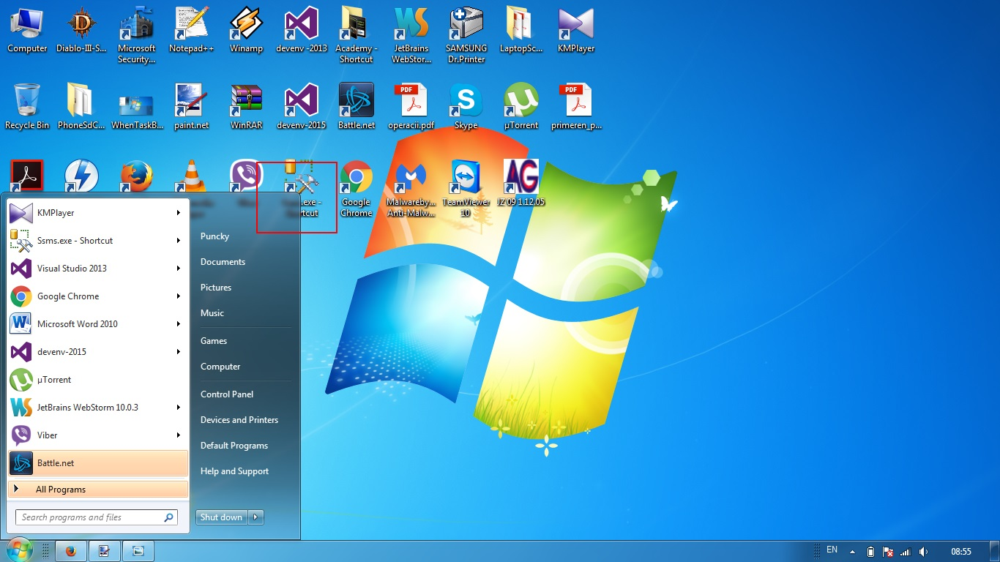 Computer
Diablo-III-S...
Microsoft
Security...
Notepad++
Winamp
devenv -2013
Academy -
Shortcut
JetBrains
WebStor...
SAMSUNG
Dr.Printer
LaptopSc...
KMPlayer
Recycle Bin
PhoneSdC...
WhenTaskB...
paint.net
WinRAR
devenv-2015
Battle.net
PDF
operacii.pdf
S
Skype
µTorrent
PDF
primeren_p...
.exe -
rtcut
Google
Chrome
Malwareby...
Anti-Malw...
TeamViewer
10
AG
JZ 09 1.12.05
KMPlayer
Ssms.exe - Shortcut
Visual Studio 2013
Google Chrome
Microsoft Word 2010
devenv-2015
µTorrent
JetBrains WebStorm 10.0.3
Viber
Battle.net
All Programs
Search programs and files
Puncky
Documents
Pictures
Music
Games
Computer
Control Panel
Devices and Printers
Default Programs
Help and Support
Shut down
EN
08:55